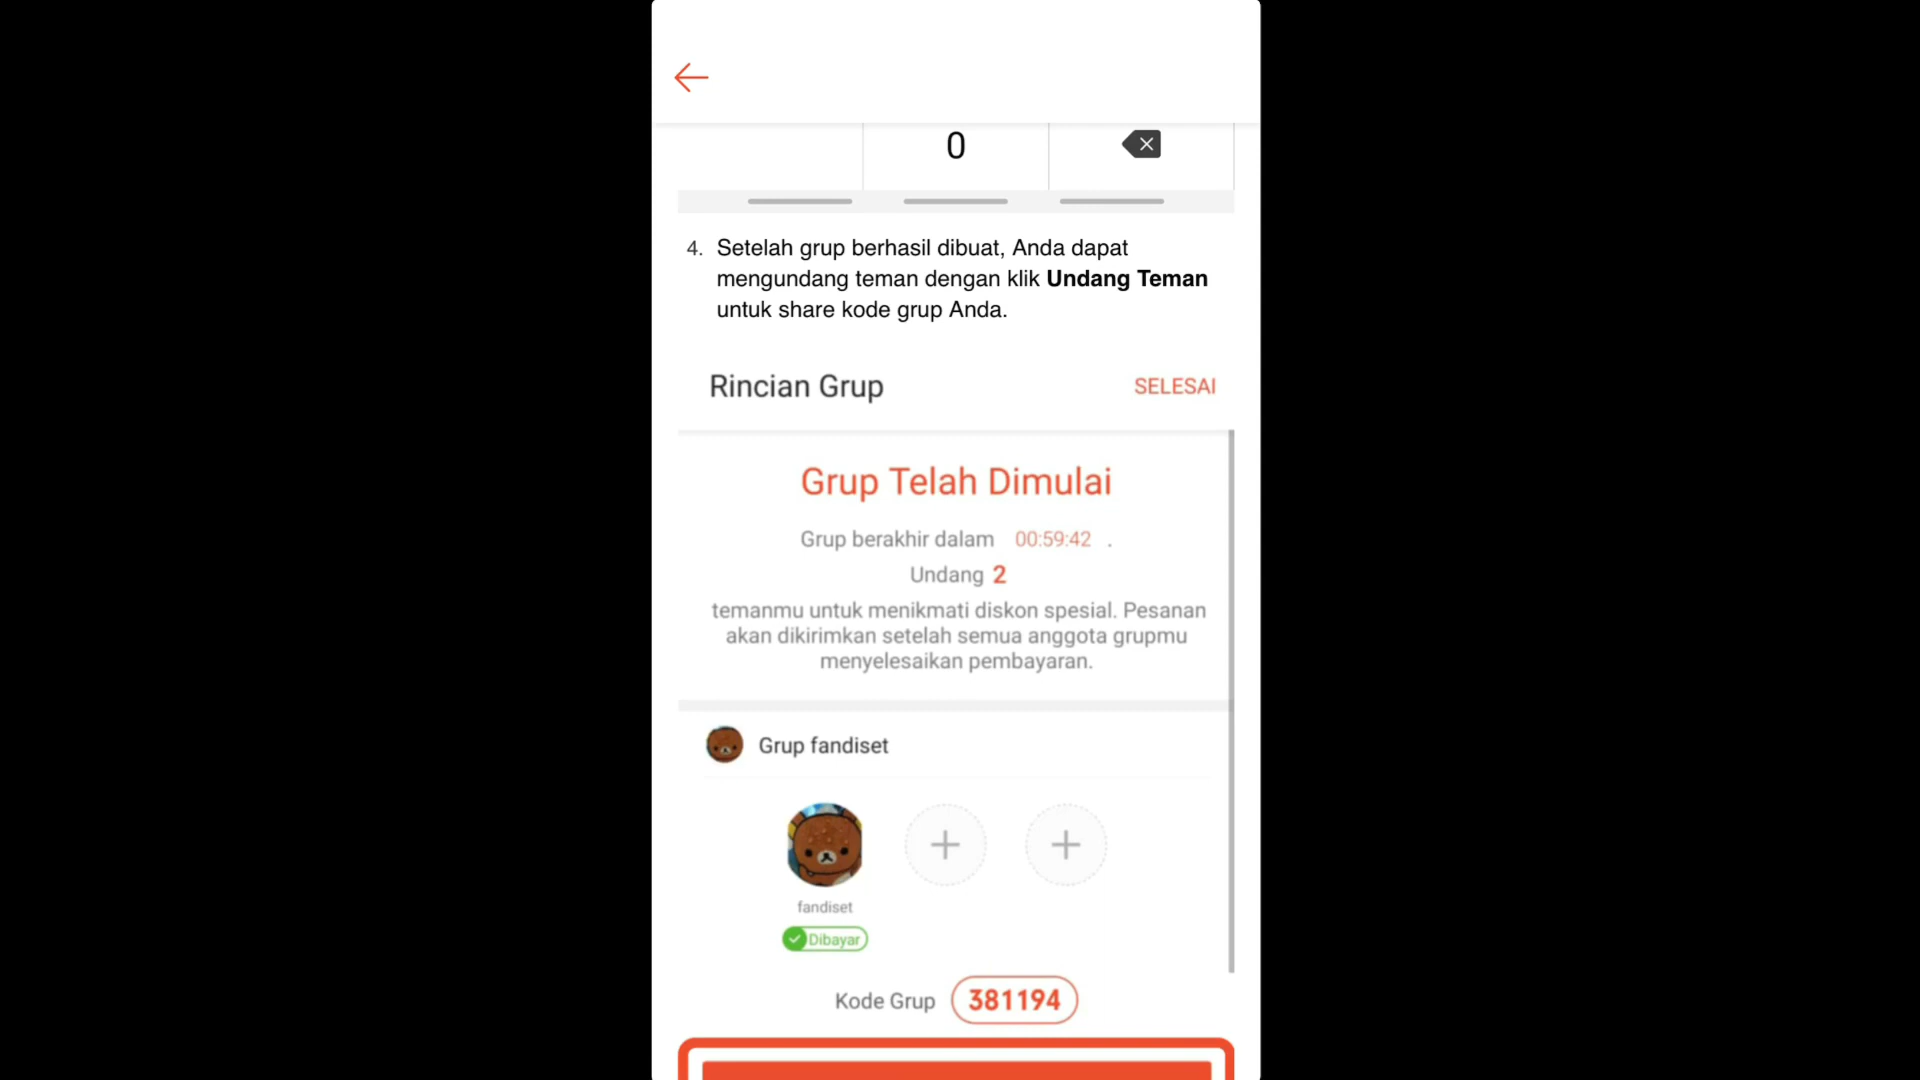 0
4. Setelah grup berhasil dibuat, Anda dapat
mengundang teman dengan klik Undang Teman
untuk share kode grup Anda.
Rincian Grup SELESAI
Grup Telah Dimulai
Grup berakhir dalam 00:59:42 .
Undang 2
temanmu untuk menikmati diskon spesial. Pesanan
akan dikirimkan setelah semua anggota grupmu
menyelesaikan pembayaran.
Grup fandiset
fandiset
Dibayar
Kode Grup 381194